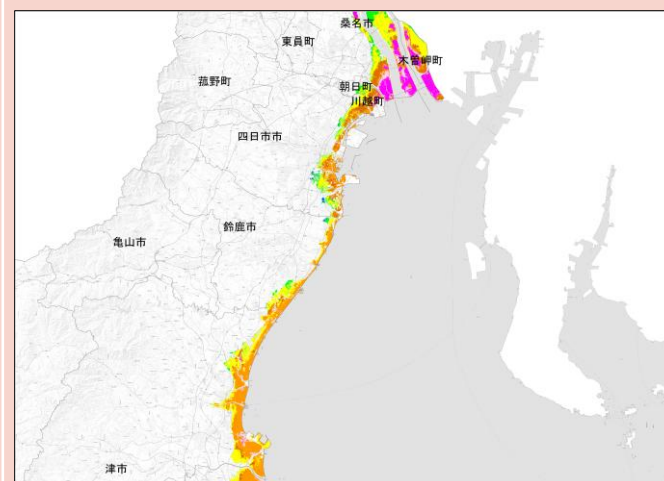 桑名市
東員町
木曽岬町
菰野町
朝日町
川越町
四日市市
鈴鹿市
亀山市
津市